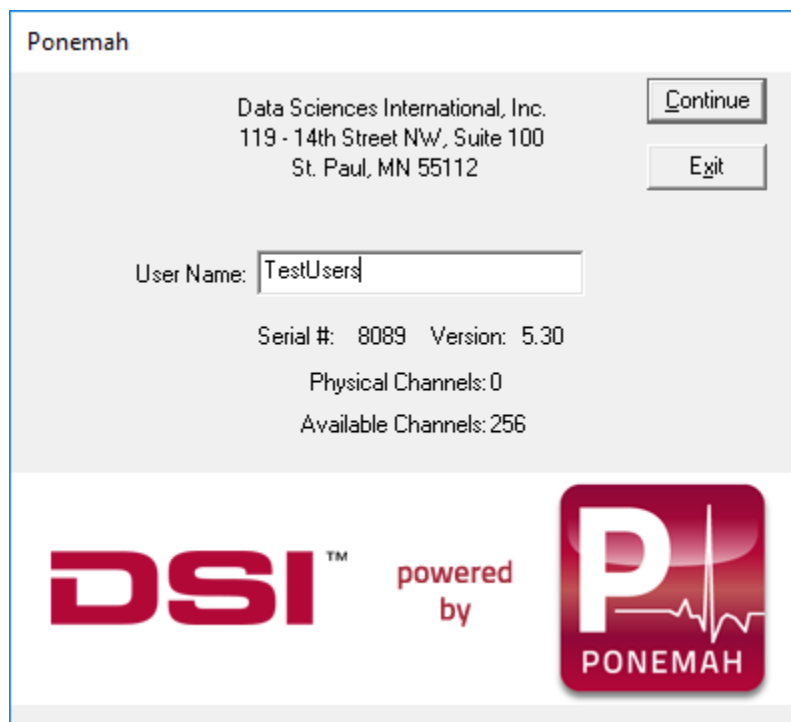 Ponemah
Data Sciences International, Inc.
119 - 14th Street NW, Suite 100
St. Paul, MN 55112
Continue
Exit
User Name: TestUsers
Serial #: 8089 Version: 5.30
Physical Channels: 0
Available Channels: 256
DSI™
powered
by
P
PONEMAH